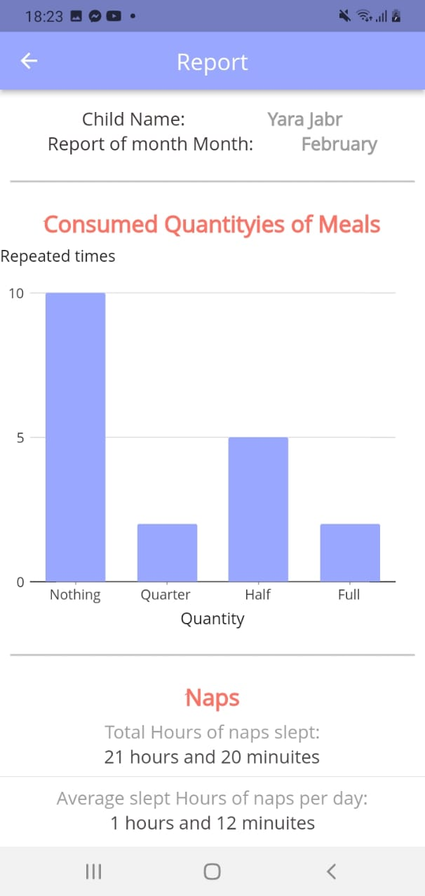 18:23
Report
Child Name: Yara Jabr
Report of month Month: February
Consumed Quantityies of Meals
Repeated times
10
5
0
Nothing Quarter Half Full
Quantity
Naps
Total Hours of naps slept:
21 hours and 20 minuites
Average slept Hours of naps per day:
1 hours and 12 minuites